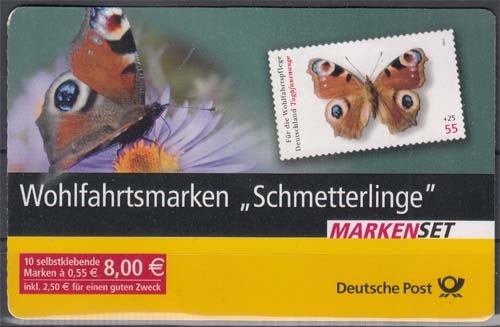 Für die Wohlfahrtspflege
Deutschland Tagpfauenauge
+25
55
Wohlfahrtsmarken „Schmetterlinge”
MARKENSET
10 selbstklebende
Marken à 0,55 € 8,00 €
inkl. 2,50 € für einen guten Zweck
Deutsche Post